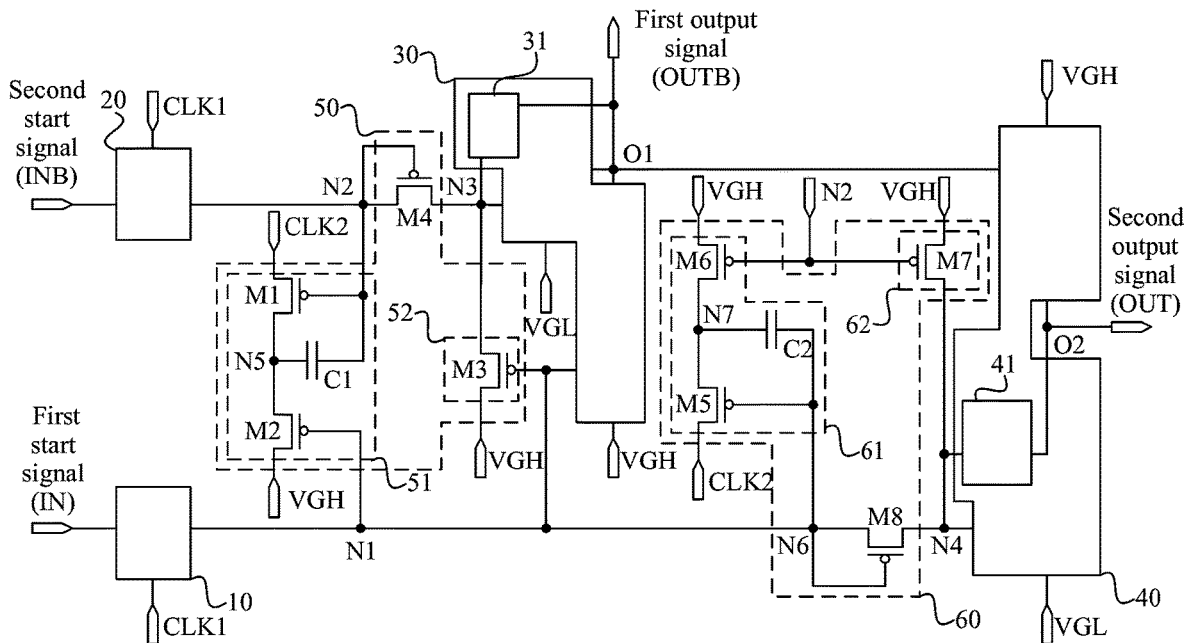 First output
signal
(OUTB)
31
30
VGH
Second
start
signal
(INB)
20
CLK1
50
O1
N2
M4
N3
VGH
N2
VGH
Second
output
signal
(OUT)
CLK2
M1
M6
M7
VGL
62
52
N7
N5
C1
M3
C2
O2
41
First
start
signal
(IN)
M2
M5
VGH
51
VGH
VGH
CLK2
61
M8
N1
N6
N4
10
CLK1
60
VGL
40